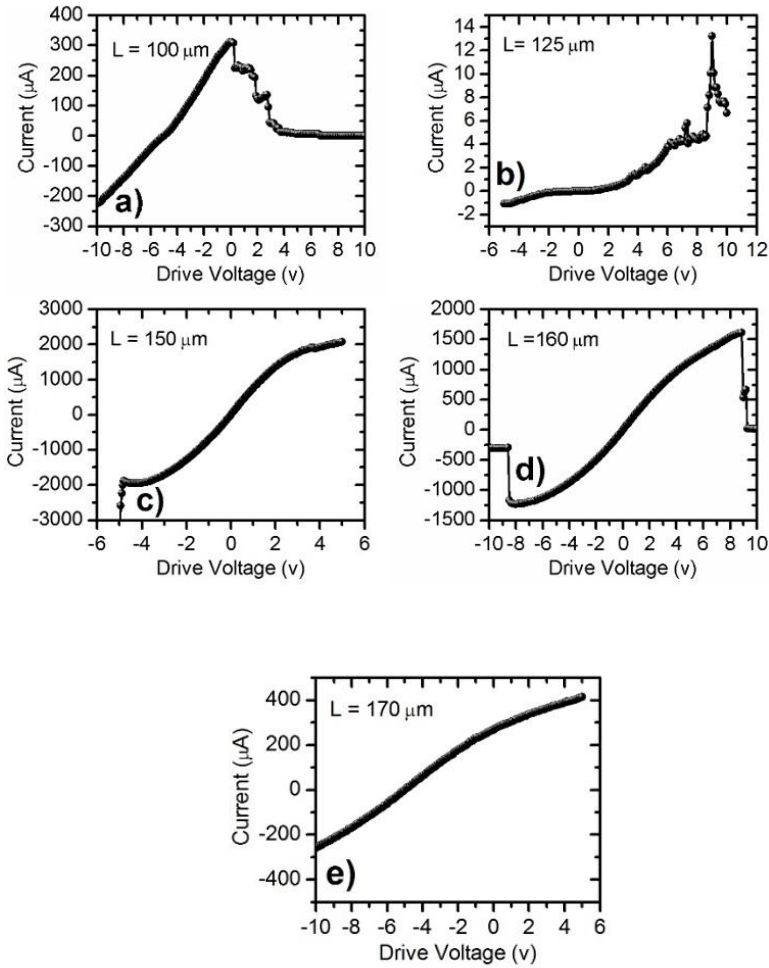 400
300
200
100
0
-100
-200
-300
Current (µA)
L = 100 µm
a)
-10 -8 -6 -4 -2 0 2 4 6 8 10
Drive Voltage (v)
14
12
10
8
6
4
2
0
-2
Current (µA)
L= 125 µm
b)
-6 -4 -2 0 2 4 6 8 10 12
Drive Voltage (v)
3000
2000
1000
0
-1000
-2000
-3000
Current (µA)
L = 150 µm
c)
-6 -4 -2 0 2 4 6
Drive Voltage (v)
2000
1500
1000
500
0
-500
-1000
-1500
Current (µA)
L =160 µm
d)
-10 -8 -6 -4 -2 0 2 4 6 8 10
Drive Voltage (v)
400
200
0
-200
-400
Current (µA)
L = 170 µm
e)
-10 -8 -6 -4 -2 0 2 4 6
Drive Voltage (v)